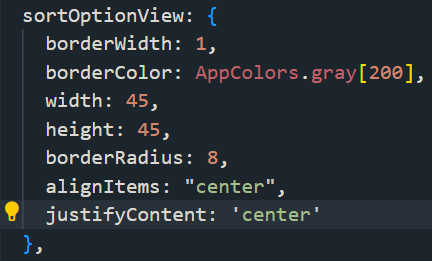 sortOptionView: {
borderWidth: 1,
borderColor: AppColors.gray[200],
width: 45,
height: 45,
borderRadius: 8,
alignItems: "center",
justifyContent: 'center'
},